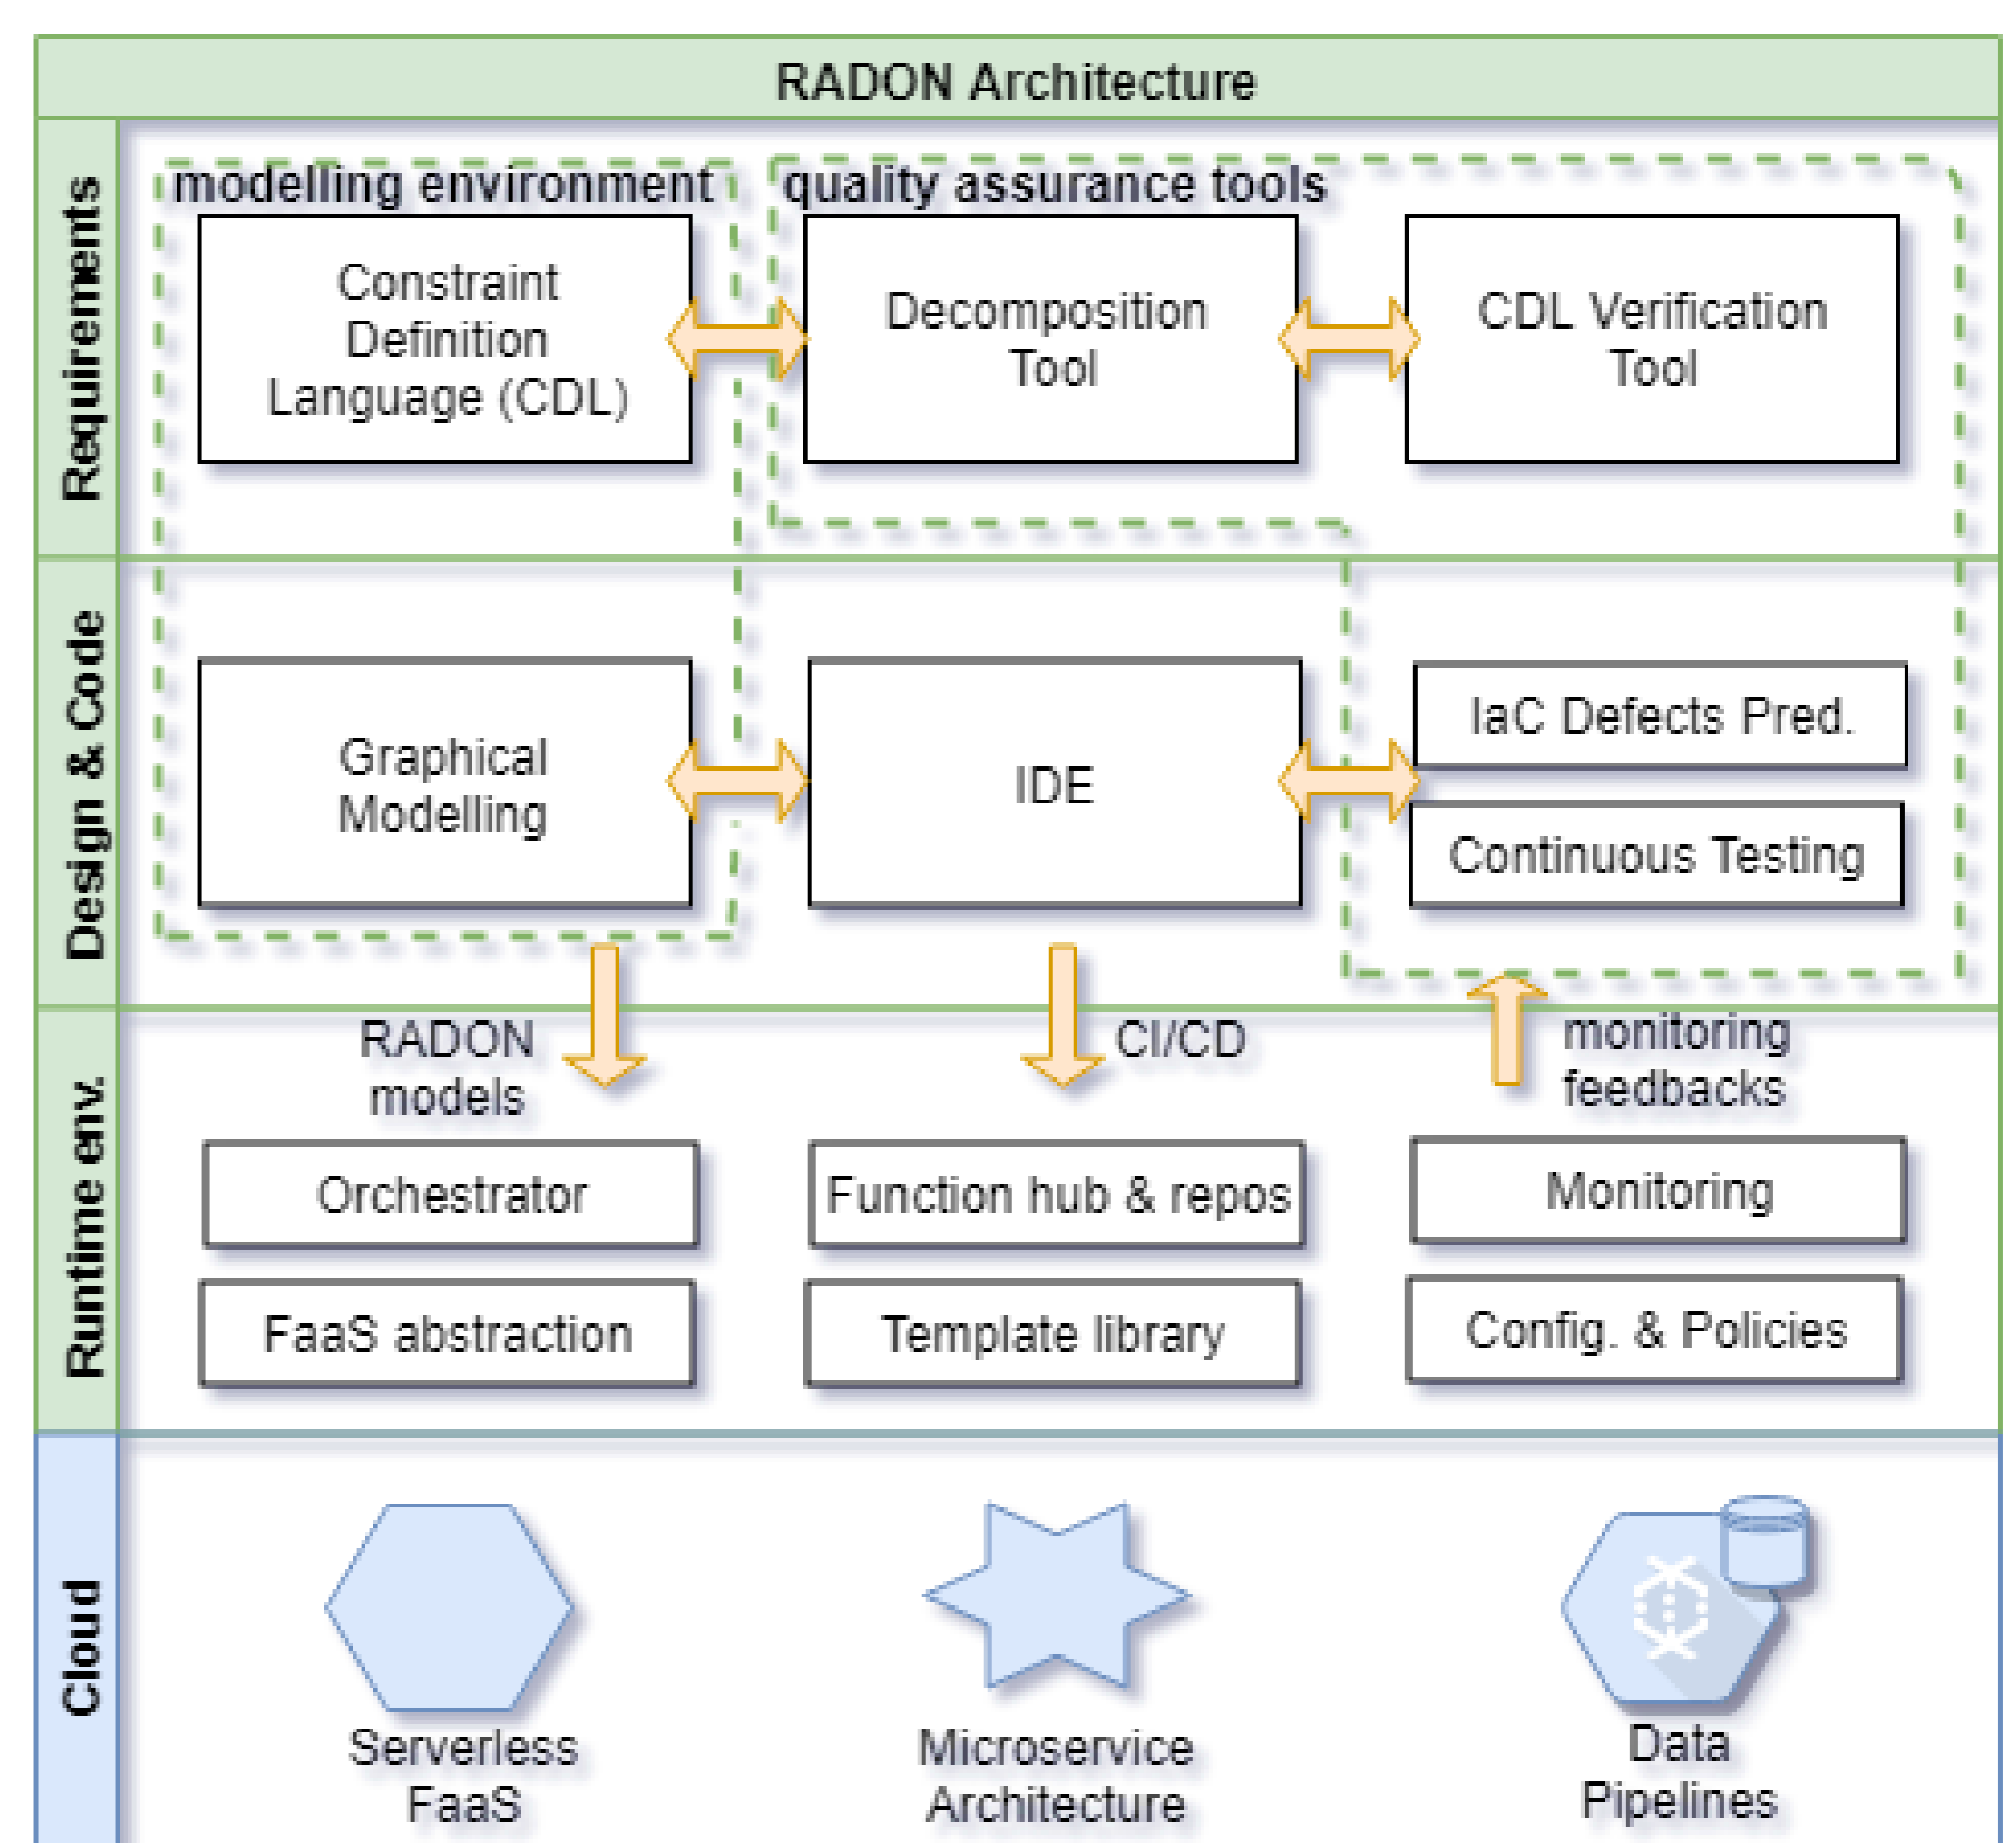 RADON Architecture
Requirements
modelling environment
quality assurance tools
Constraint
Definition
Language (CDL)
Decomposition
Tool
CDL Verification
Tool
Design & Code
Graphical
Modelling
IDE
IaC Defects Pred.
Continuous Testing
Runtime env.
RADON
models
CI/CD
monitoring
feedbacks
Orchestrator
Function hub & repos
Monitoring
FaaS abstraction
Template library
Config. & Policies
Cloud
Serverless
FaaS
Microservice
Architecture
Data
Pipelines